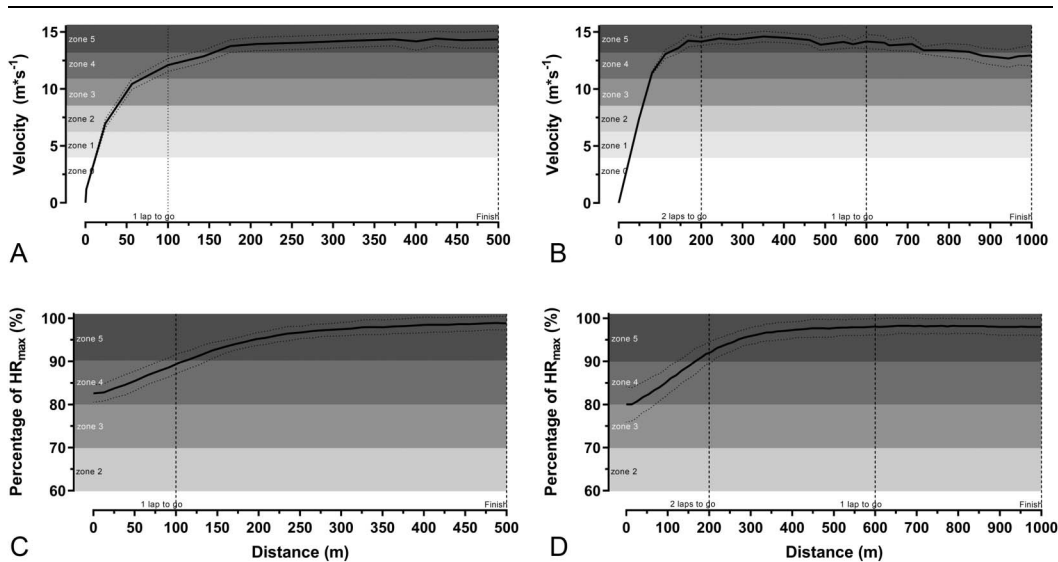 15
10
5
0
Velocity (m*s-1)
zone 5
zone 4
zone 3
zone 2
zone 1
zone 0
1 lap to go
Finish
0 50 100 150 200 250 300 350 400 450 500
A
15
10
5
0
Velocity (m*s-1)
zone 5
zone 4
zone 3
zone 2
zone 1
zone 0
2 laps to go
1 lap to go
Finish
0 100 200 300 400 500 600 700 800 900 1000
B
100
90
80
70
60
Percentage of HRmax (%)
zone 5
zone 4
zone 3
zone 2
1 lap to go
Finish
0 50 100 150 200 250 300 350 400 450 500
C
Distance (m)
100
90
80
70
60
Percentage of HRmax (%)
zone 5
zone 4
zone 3
zone 2
2 laps to go
1 lap to go
Finish
0 100 200 300 400 500 600 700 800 900 1000
D
Distance (m)